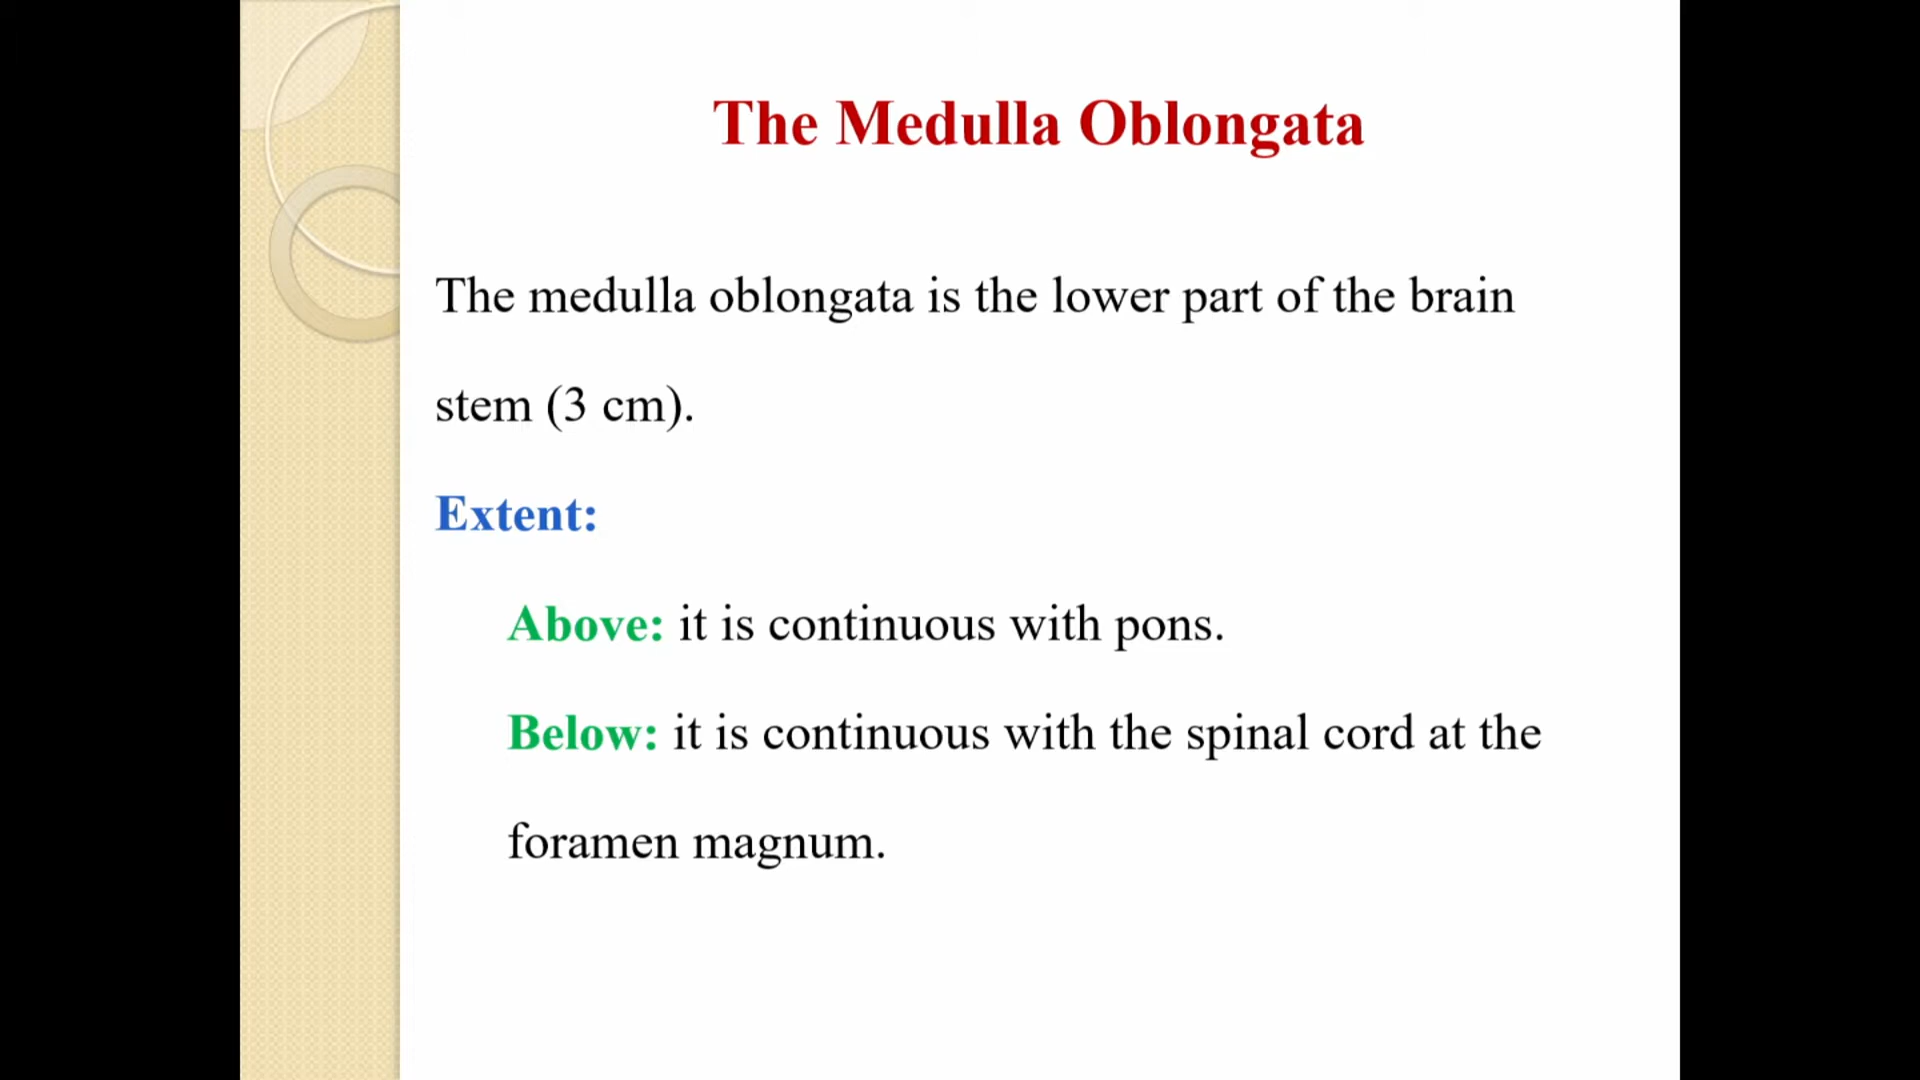 The Medulla Oblongata
The medulla oblongata is the lower part of the brain
stem (3 cm).
Extent:
Above: it is continuous with pons.
Below: it is continuous with the spinal cord at the
foramen magnum.